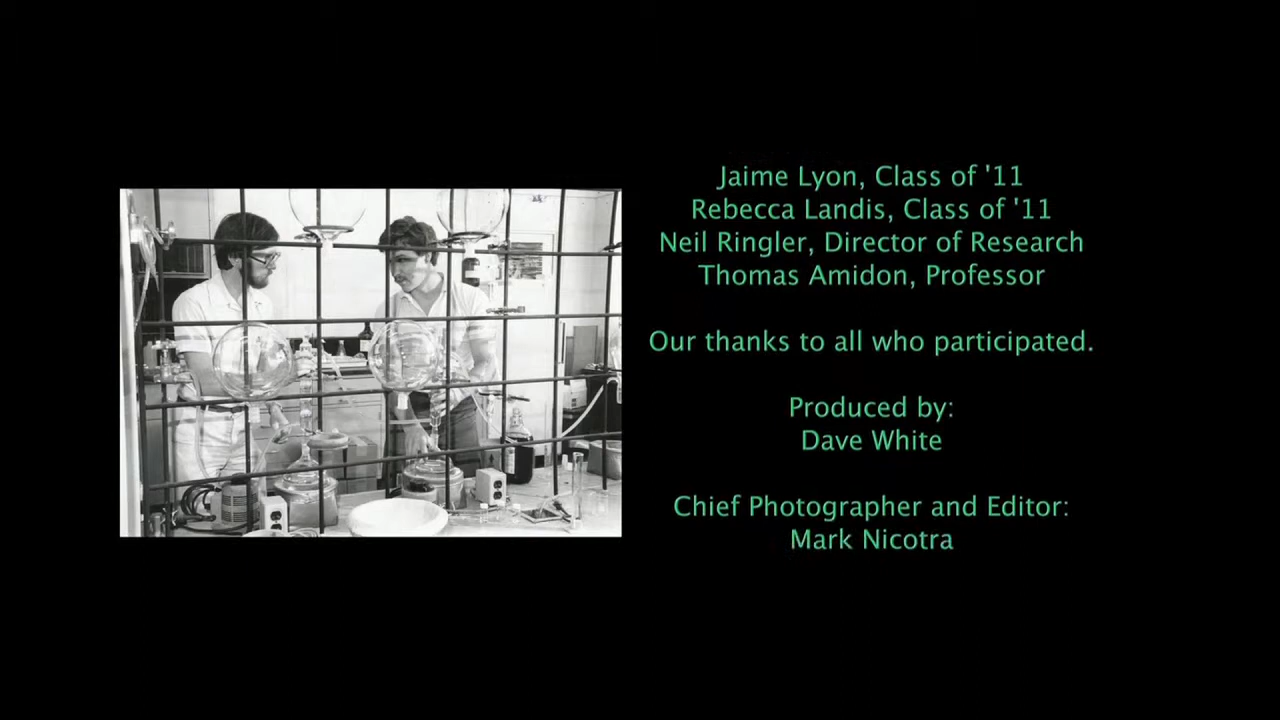 Jaime Lyon, Class of '11
Rebecca Landis, Class of '11
Neil Ringler, Director of Research
Thomas Amidon, Professor
Our thanks to all who participated.
Produced by:
Dave White
Chief Photographer and Editor:
Mark Nicotra